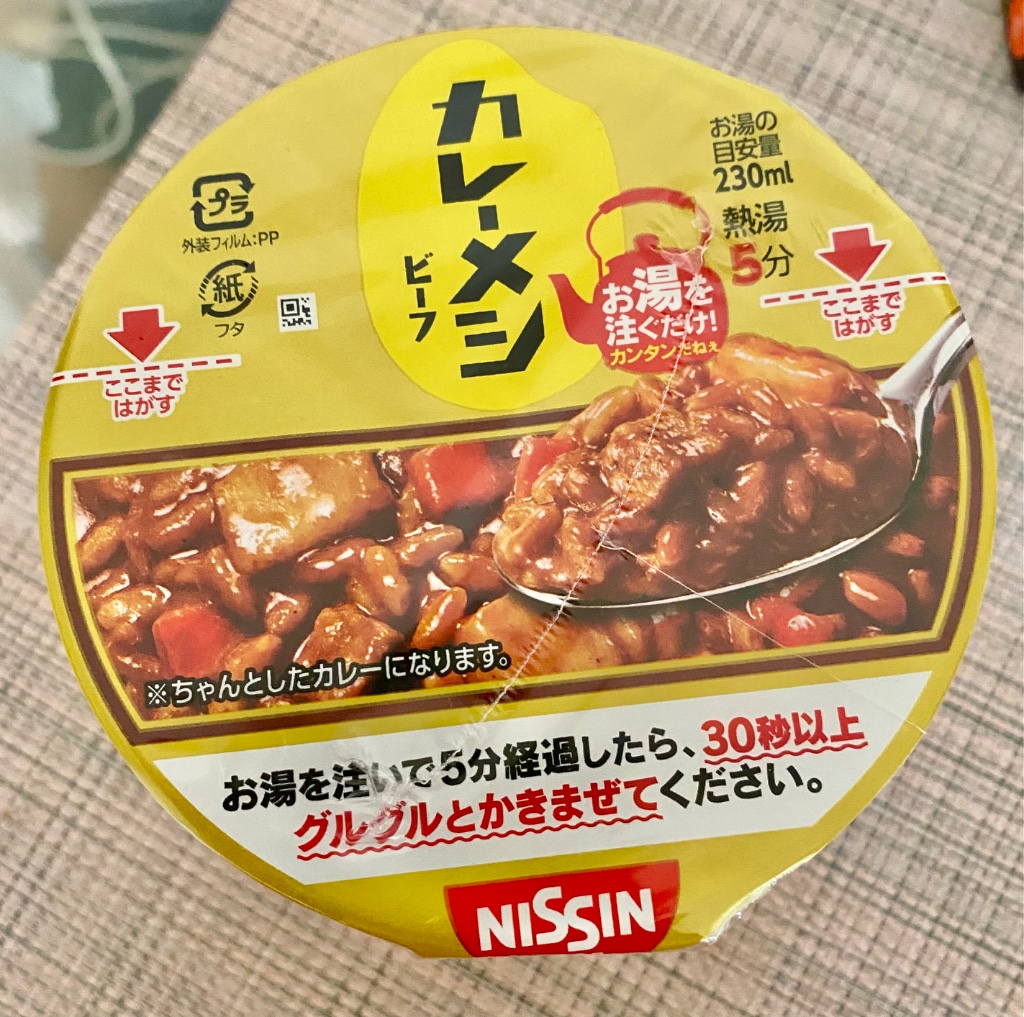 カレーメシ
ビーフ
お湯の
目安量
230ml
熱湯
5分
プラ
外装フィルム:PP
紙
フタ
お湯を
注ぐだけ!
カンタンだねぇ
ここまで
はがす
ここまで
はがす
※ちゃんとしたカレーになります。
お湯を注いで5分経過したら、30秒以上
グルグルとかきまぜてください。
NISSIN